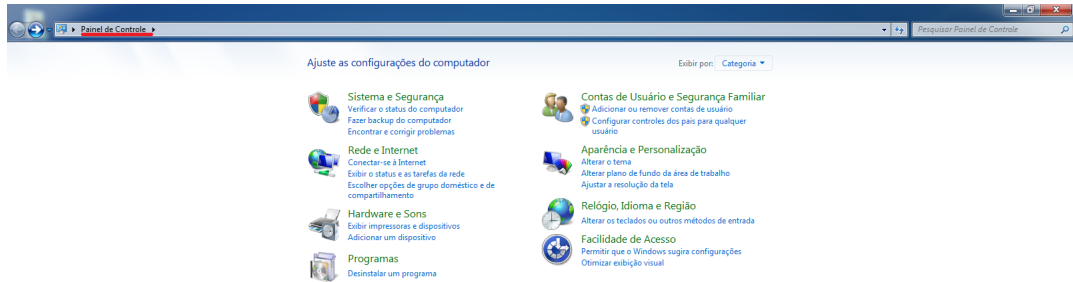 Painel de Controle
Pesquisar Painel de Controle
Ajuste as configurações do computador
Exibir por: Categoria
Sistema e Segurança
Verificar o status do computador
Fazer backup do computador
Encontrar e corrigir problemas
Rede e Internet
Conectar-se à Internet
Exibir o status e as tarefas da rede
Escolher opções de grupo doméstico e de
compartilhamento
Hardware e Sons
Exibir impressoras e dispositivos
Adicionar um dispositivo
Programas
Desinstalar um programa
Contas de Usuário e Segurança Familiar
Adicionar ou remover contas de usuário
Configurar controles dos pais para qualquer
usuário
Aparência e Personalização
Alterar o tema
Alterar plano de fundo da área de trabalho
Ajustar a resolução da tela
Relógio, Idioma e Região
Alterar os teclados ou outros métodos de entrada
Facilidade de Acesso
Permitir que o Windows sugira configurações
Otimizar exibição visual